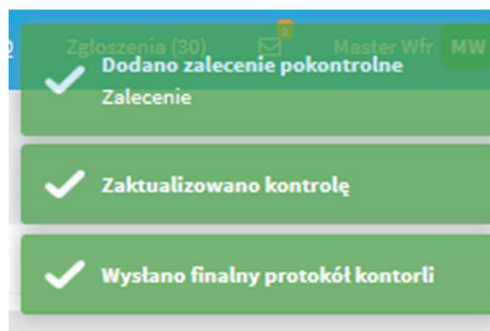 Zgłoszenia (30) 2 Master Wfr MW
Dodano zalecenie pokontrolne
Zalecenie
Zaktualizowano kontrolę
Wysłano finalny protokół kontorli